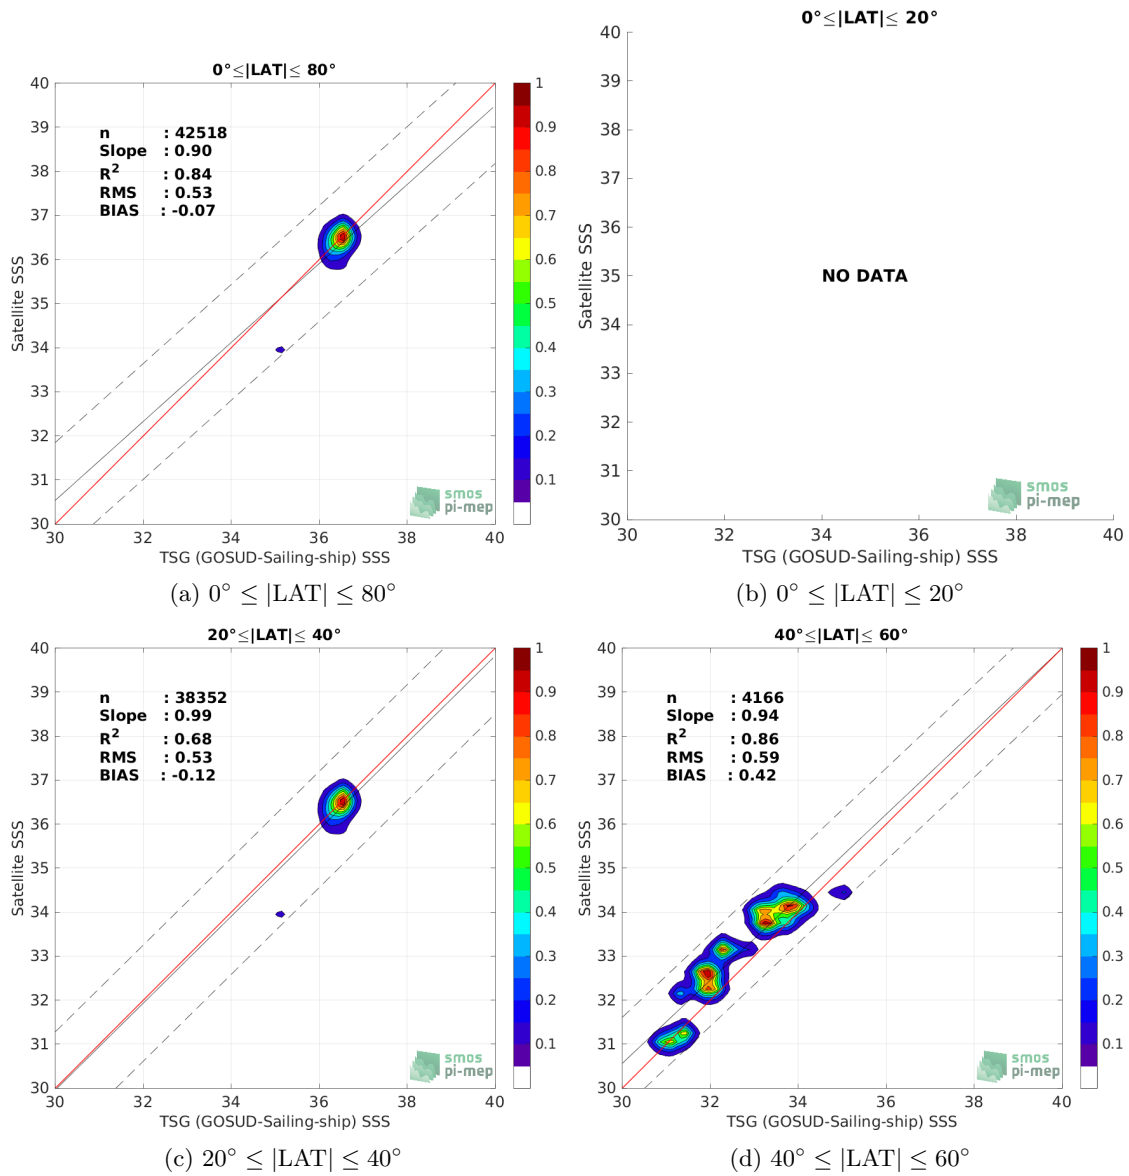 0°≤|LAT|≤ 80°
n : 42518
Slope : 0.90
R² : 0.84
RMS : 0.53
BIAS : -0.07
40
39
38
37
36
35
34
33
32
31
30
Satellite SSS
30 32 34 36 38 40
TSG (GOSUD-Sailing-ship) SSS
1
0.9
0.8
0.7
0.6
0.5
0.4
0.3
0.2
0.1
smos
pi-mep
(a) 0° ≤ |LAT| ≤ 80°
0°≤|LAT|≤ 20°
40
39
38
37
36
35
34
33
32
31
30
Satellite SSS
NO DATA
smos
pi-mep
30 32 34 36 38 40
TSG (GOSUD-Sailing-ship) SSS
(b) 0° ≤ |LAT| ≤ 20°
20°≤|LAT|≤ 40°
n : 38352
Slope : 0.99
R² : 0.68
RMS : 0.53
BIAS : -0.12
40
39
38
37
36
35
34
33
32
31
30
Satellite SSS
30 32 34 36 38 40
TSG (GOSUD-Sailing-ship) SSS
1
0.9
0.8
0.7
0.6
0.5
0.4
0.3
0.2
0.1
smos
pi-mep
(c) 20° ≤ |LAT| ≤ 40°
40°≤|LAT|≤ 60°
n : 4166
Slope : 0.94
R² : 0.86
RMS : 0.59
BIAS : 0.42
40
39
38
37
36
35
34
33
32
31
30
Satellite SSS
30 32 34 36 38 40
TSG (GOSUD-Sailing-ship) SSS
1
0.9
0.8
0.7
0.6
0.5
0.4
0.3
0.2
0.1
smos
pi-mep
(d) 40° ≤ |LAT| ≤ 60°